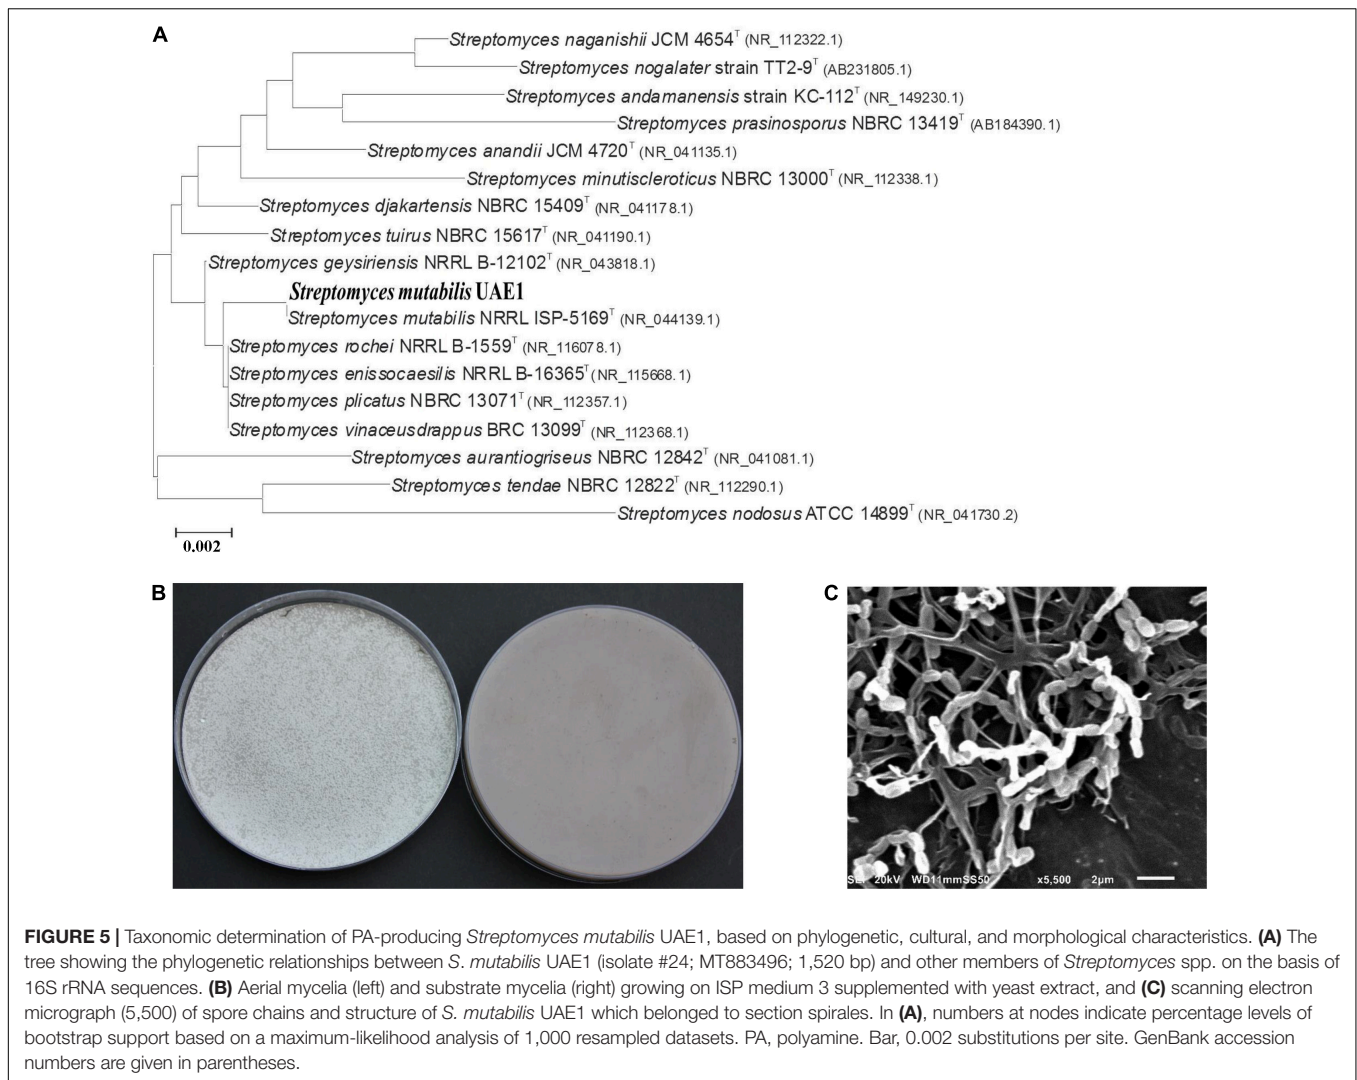 A
Streptomyces naganishii JCM 4654T (NR_112322.1)
Streptomyces nogalater strain TT2-9T (AB231805.1)
Streptomyces andamanensis strain KC-112T (NR_149230.1)
Streptomyces prasinosporus NBRC 13419T (AB184390.1)
Streptomyces anandii JCM 4720T (NR_041135.1)
Streptomyces minutiscleroticus NBRC 13000T (NR_112338.1)
Streptomyces djakartensis NBRC 15409T (NR_041178.1)
Streptomyces tuirus NBRC 15617T (NR_041190.1)
Streptomyces geysiriensis NRRL B-12102T (NR_043818.1)
Streptomyces mutabilis UAE1
Streptomyces mutabilis NRRL ISP-5169T (NR_044139.1)
Streptomyces rochei NRRL B-1559T (NR_116078.1)
Streptomyces enissocaesilis NRRL B-16365T (NR_115668.1)
Streptomyces plicatus NBRC 13071T (NR_112357.1)
Streptomyces vinaceusdrappus BRC 13099T (NR_112368.1)
Streptomyces aurantiogriseus NBRC 12842T (NR_041081.1)
Streptomyces tendae NBRC 12822T (NR_112290.1)
Streptomyces nodosus ATCC 14899T (NR_041730.2)
0.002
B
C
20kV WD11mmSS50 x5,500 2µm
FIGURE 5 | Taxonomic determination of PA-producing Streptomyces mutabilis UAE1, based on phylogenetic, cultural, and morphological characteristics. (A) The
tree showing the phylogenetic relationships between S. mutabilis UAE1 (isolate #24; MT883496; 1,520 bp) and other members of Streptomyces spp. on the basis of
16S rRNA sequences. (B) Aerial mycelia (left) and substrate mycelia (right) growing on ISP medium 3 supplemented with yeast extract, and (C) scanning electron
micrograph (5,500) of spore chains and structure of S. mutabilis UAE1 which belonged to section spirales. In (A), numbers at nodes indicate percentage levels of
bootstrap support based on a maximum-likelihood analysis of 1,000 resampled datasets. PA, polyamine. Bar, 0.002 substitutions per site. GenBank accession
numbers are given in parentheses.